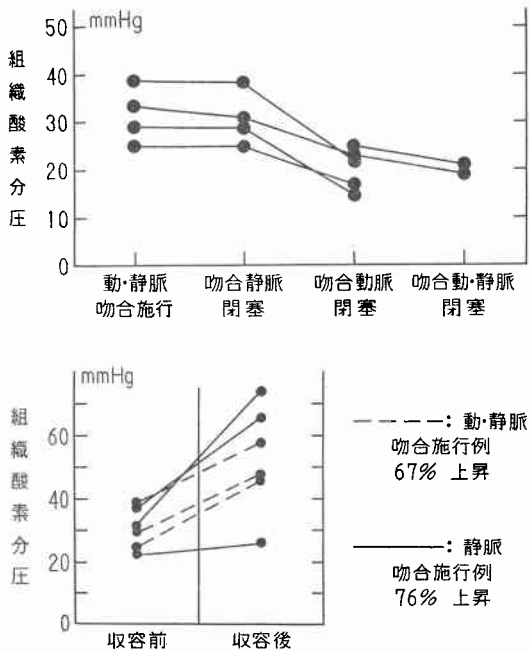 mmHg
50
40
30
20
10
0
組織酸素分圧
動・静脈
吻合施行
吻合静脈
閉塞
吻合動脈
閉塞
吻合動・静脈
閉塞
mmHg
60
40
20
0
組織酸素分圧
収容前
収容後
: 動・静脈
吻合施行例
67% 上昇
: 静脈
吻合施行例
76% 上昇